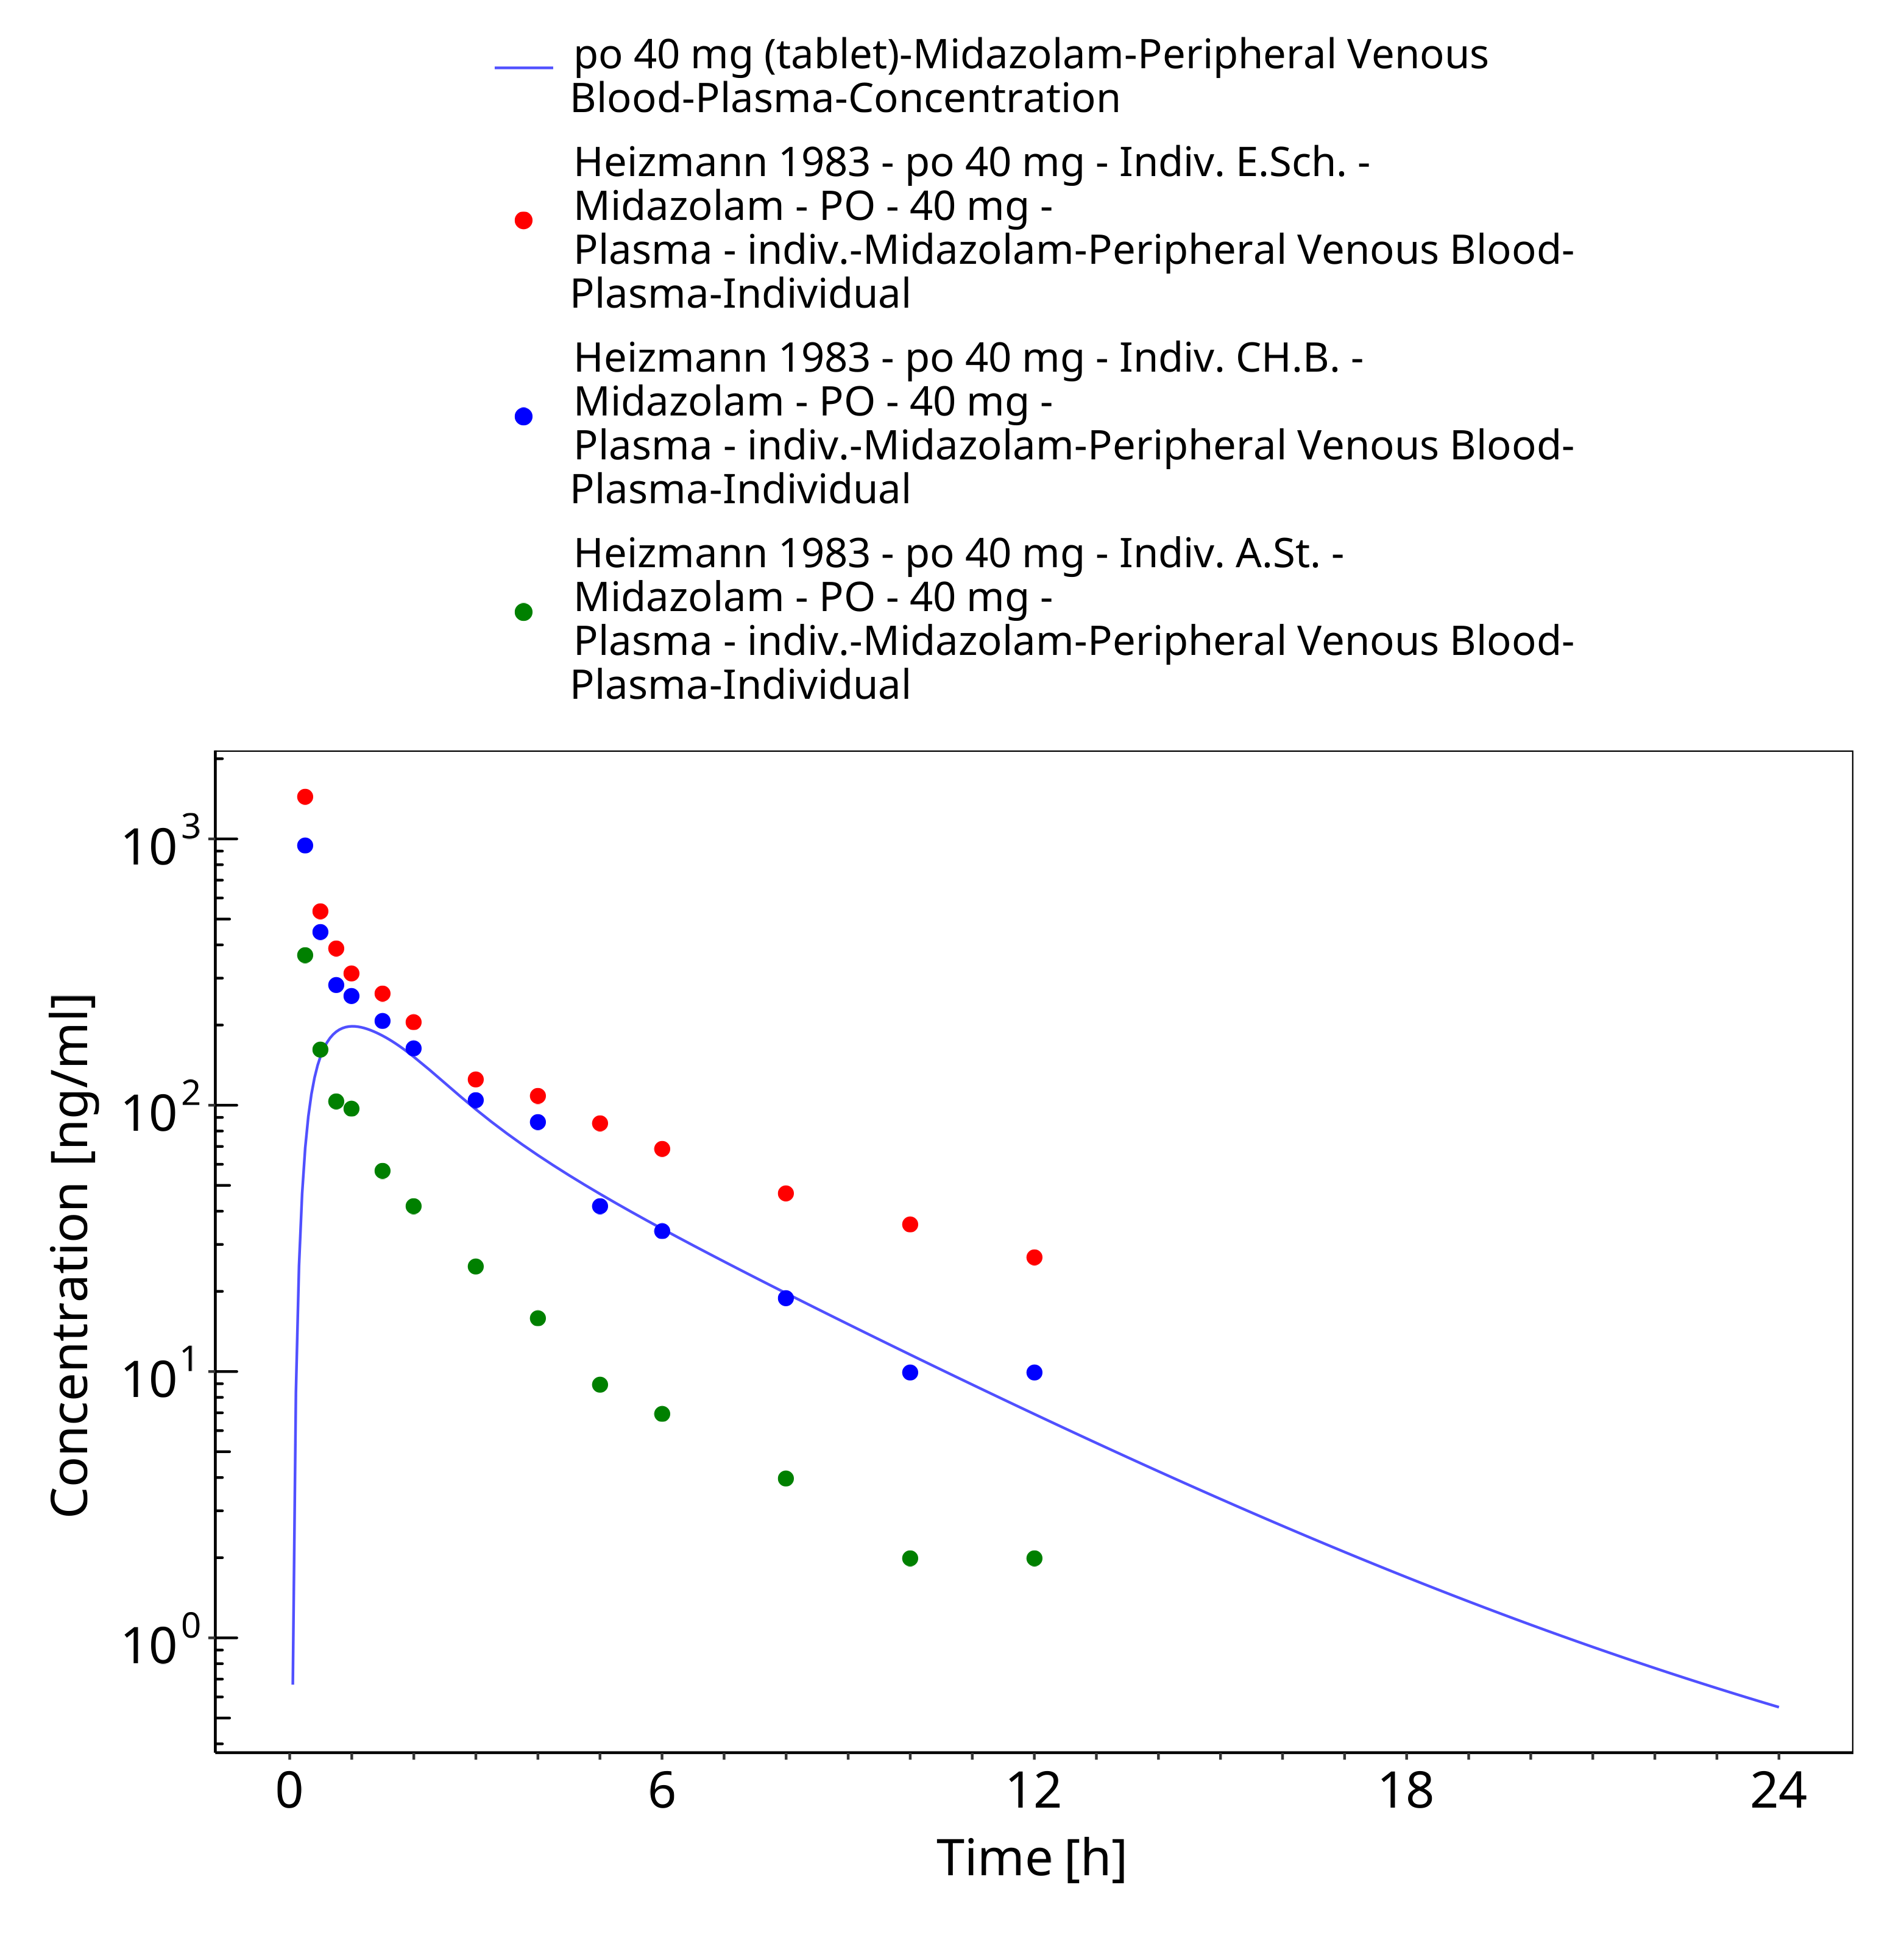 po 40 mg (tablet)-Midazolam-Peripheral Venous
Blood-Plasma-Concentration
Heizmann 1983 - po 40 mg - Indiv. E.Sch. -
Midazolam - PO - 40 mg -
Plasma - indiv.-Midazolam-Peripheral Venous Blood-
Plasma-Individual
Heizmann 1983 - po 40 mg - Indiv. CH.B. -
Midazolam - PO - 40 mg -
Plasma - indiv.-Midazolam-Peripheral Venous Blood-
Plasma-Individual
Heizmann 1983 - po 40 mg - Indiv. A.St. -
Midazolam - PO - 40 mg -
Plasma - indiv.-Midazolam-Peripheral Venous Blood-
Plasma-Individual
Concentration [ng/ml]
10^3
10^2
10^1
10^0
0 6 12 18 24
Time [h]